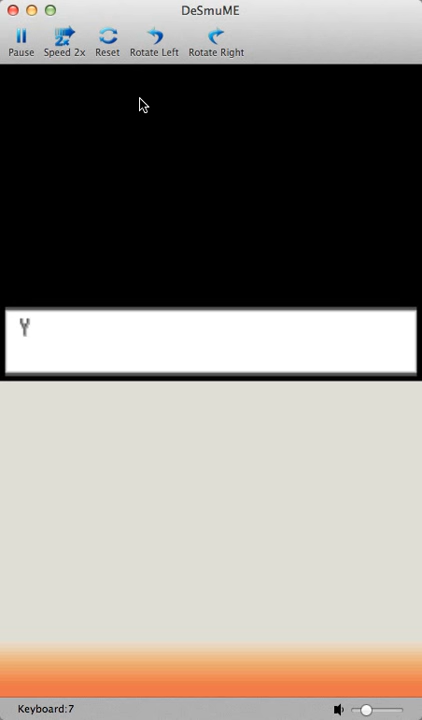 DeSmuME
Pause Speed 2x Reset Rotate Left Rotate Right
Y
Keyboard:7